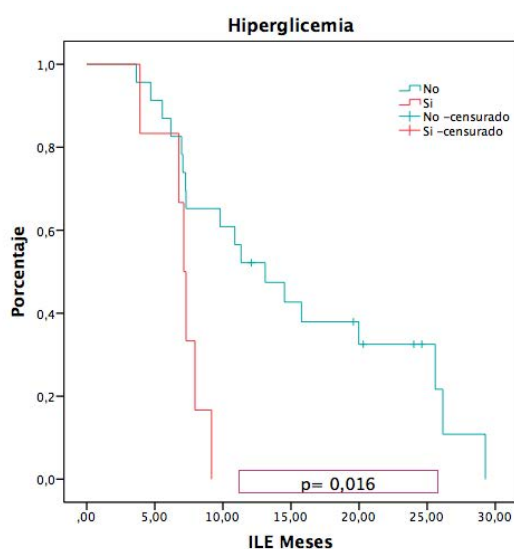 Hiperglicemia
1,0
0,8
0,6
0,4
0,2
0,0
Porcentaje
No
Si
No -censurado
Si -censurado
p= 0,016
,00
5,00
10,00
15,00
20,00
25,00
30,00
ILE Meses